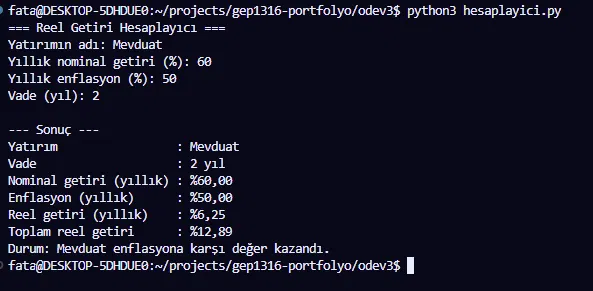 fata@DESKTOP-5DHDUE0:~/projects/gep1316-portfolyo/odev3$ python3 hesaplayici.py
=== Reel Getiri Hesaplayıcı ===
Yatırımın adı: Mevduat
Yıllık nominal getiri (%): 60
Yıllık enflasyon (%): 50
Vade (yıl): 2

--- Sonuç ---
Yatırım                 : Mevduat
Vade                    : 2 yıl
Nominal getiri (yıllık) : %60,00
Enflasyon (yıllık)      : %50,00
Reel getiri (yıllık)    : %6,25
Toplam reel getiri      : %12,89
Durum: Mevduat enflasyona karşı değer kazandı.
fata@DESKTOP-5DHDUE0:~/projects/gep1316-portfolyo/odev3$